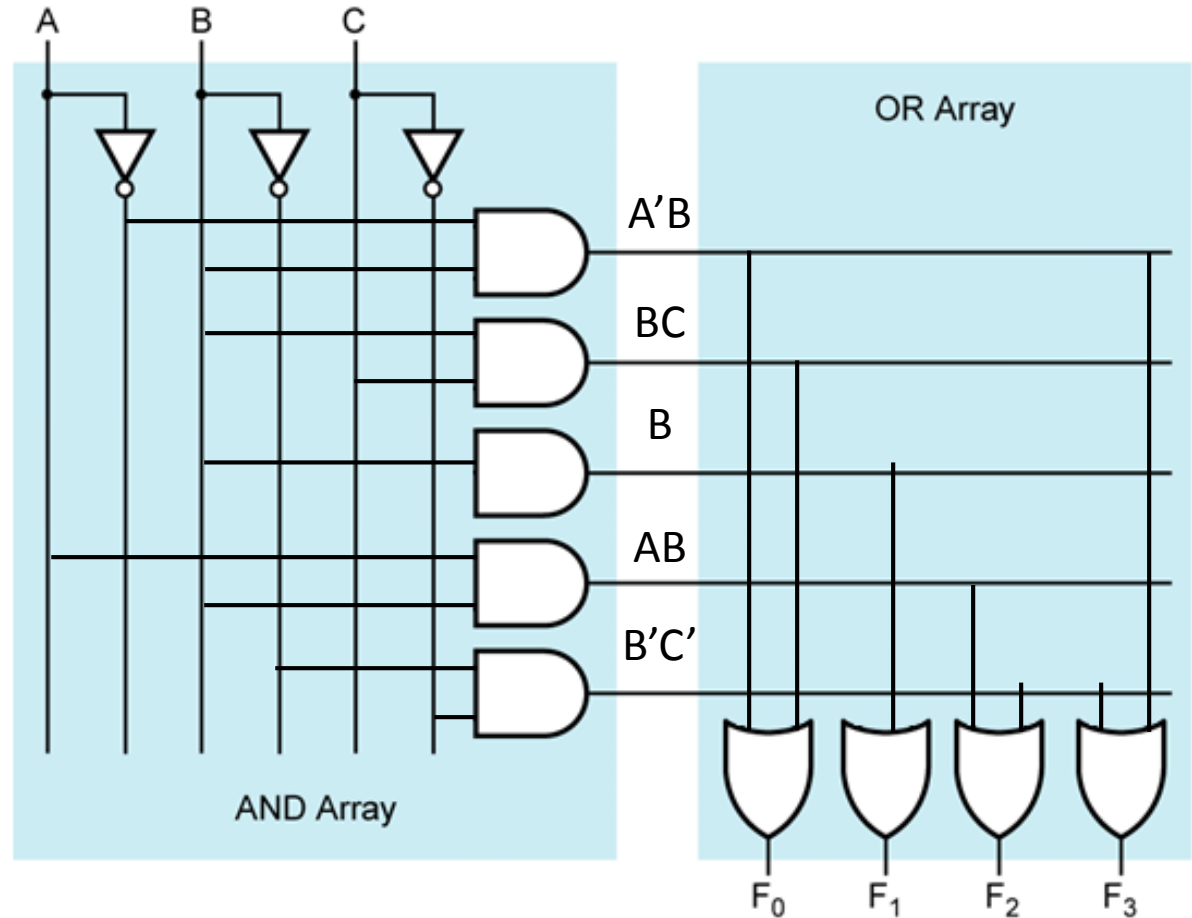 A B C
OR Array
A’B
BC
B
AB
B’C’
AND Array
F0 F1 F2 F3